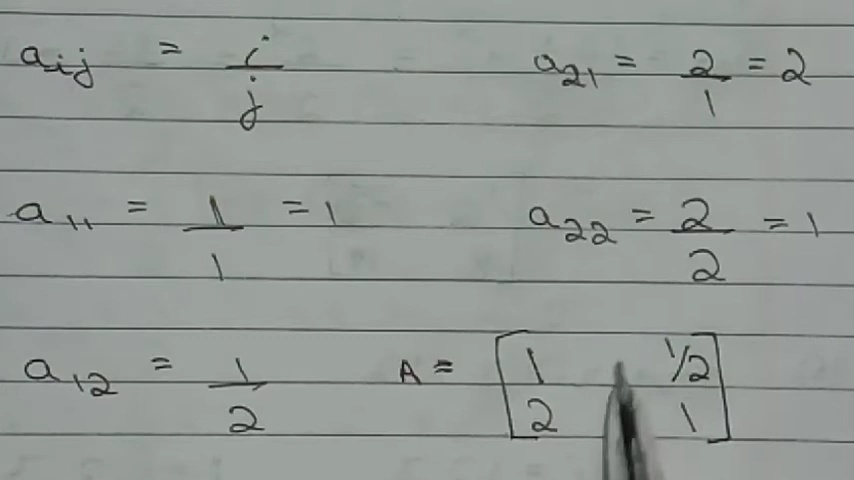 aij = i/j
a21 = 2/1 = 2
a11 = 1/1 = 1
a22 = 2/2 = 1
a12 = 1/2
A = [1 1/2
2 1]